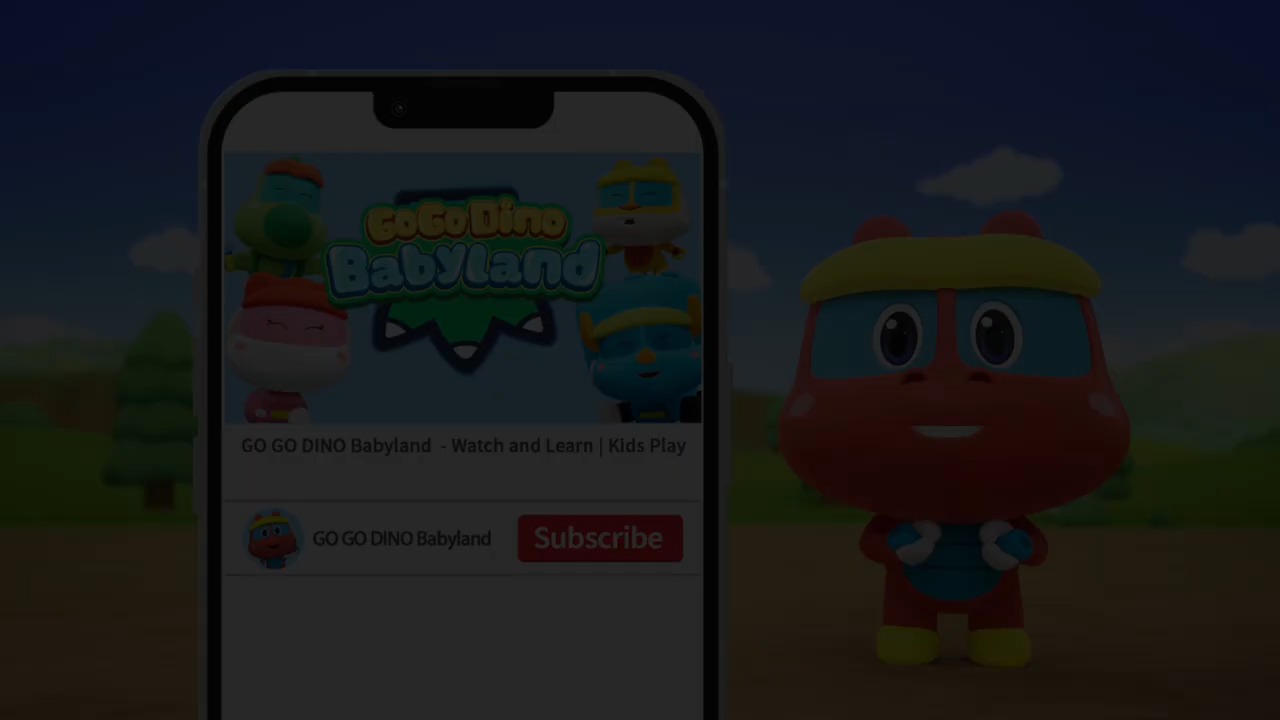 GoGo Dino
Babyland
GO GO DINO Babyland - Watch and Learn | Kids Play
GO GO DINO Babyland
Subscribe